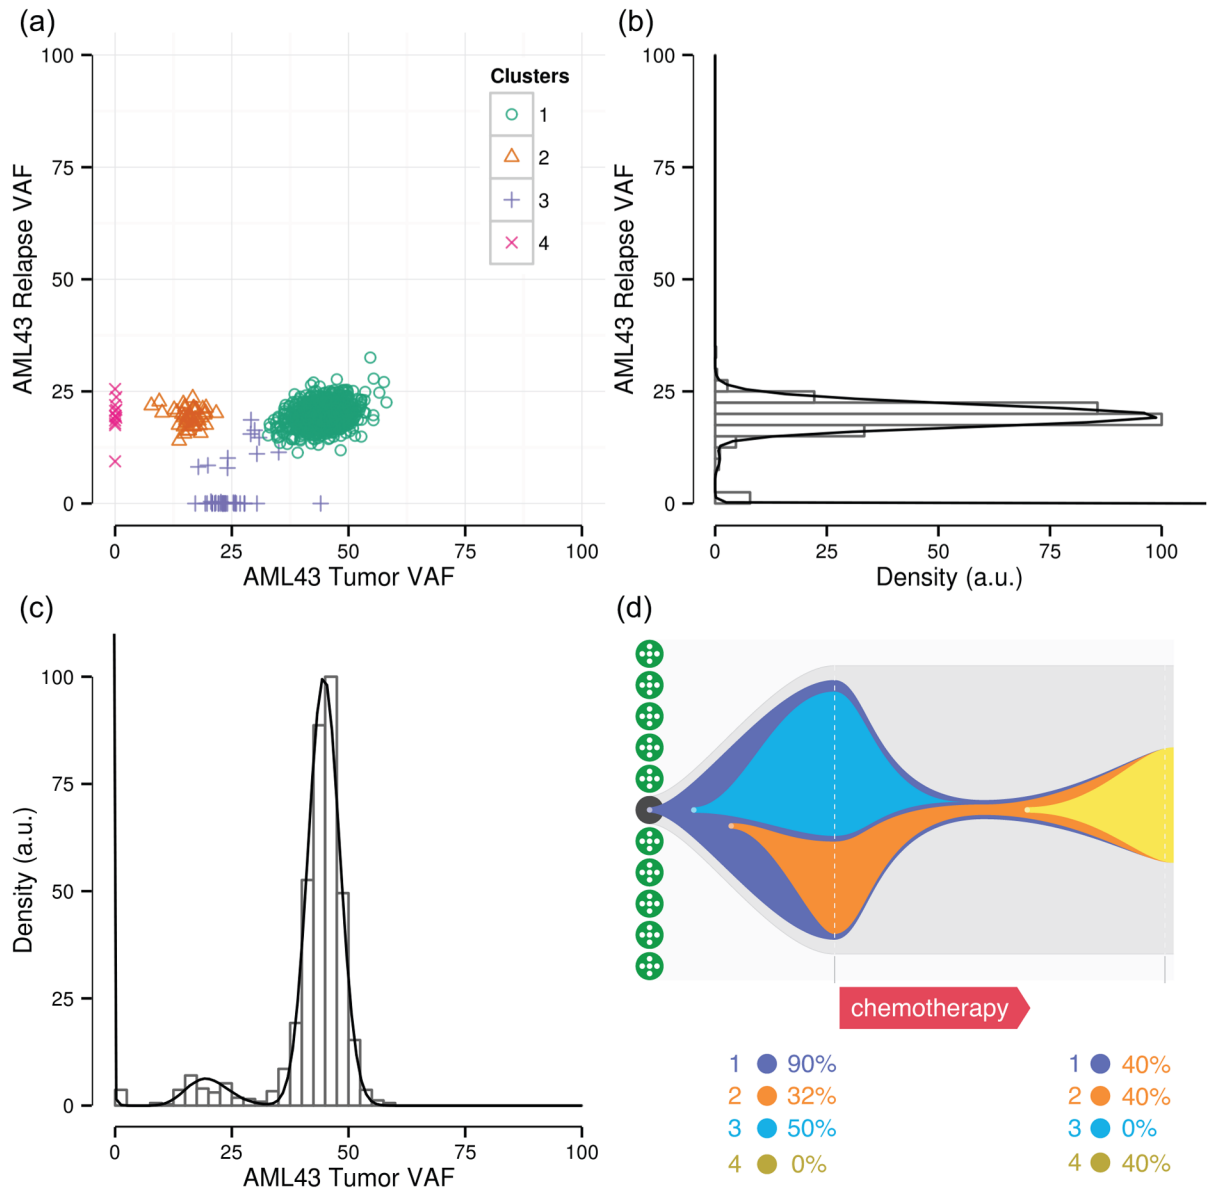 (a)
100
75
50
25
0
AML43 Relapse VAF
Clusters
1
2
3
4
0 25 50 75 100
AML43 Tumor VAF
(b)
100
75
50
25
0
AML43 Relapse VAF
0 25 50 75 100
Density (a.u.)
(c)
100
75
50
25
0
Density (a.u.)
0 25 50 75 100
AML43 Tumor VAF
(d)
chemotherapy
1 90%
2 32%
3 50%
4 0%
1 40%
2 40%
3 0%
4 40%